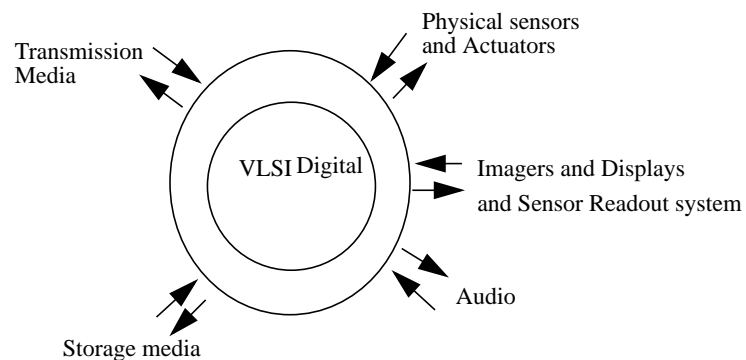 Transmission
Media
Physical sensors
and Actuators
VLSI Digital
Imagers and Displays
and Sensor Readout system
Audio
Storage media